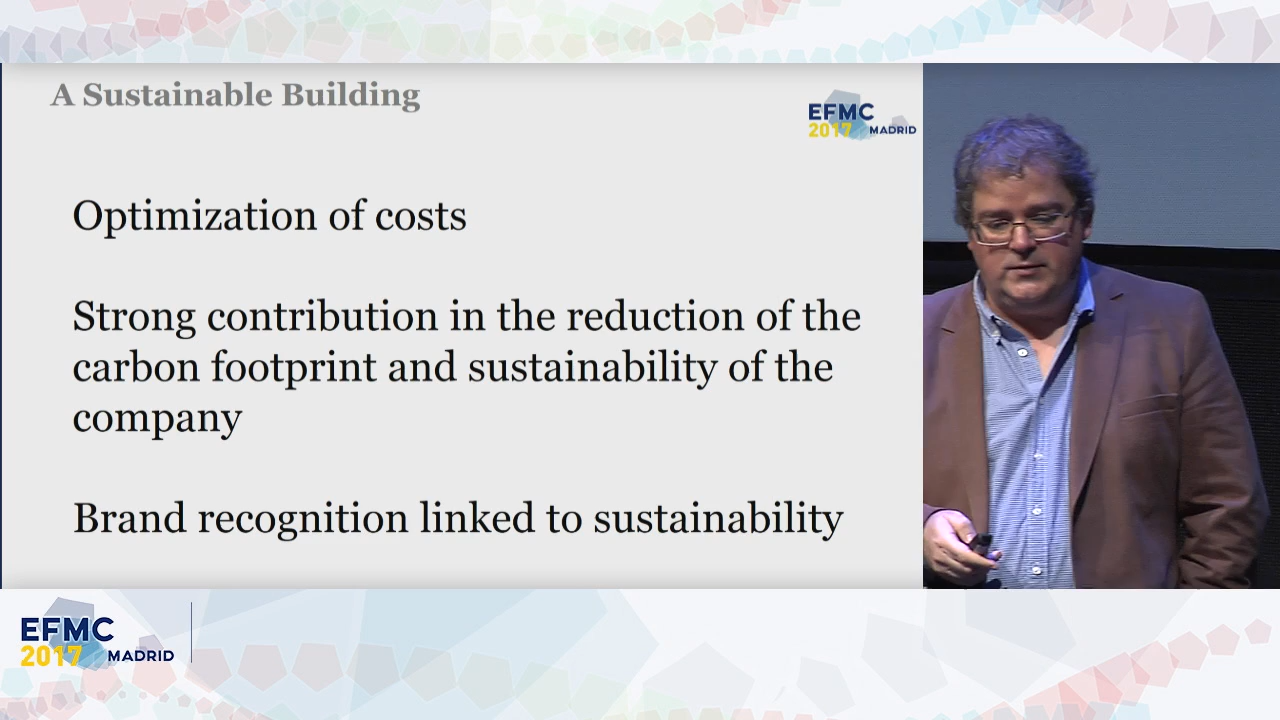 A Sustainable Building
EFMC
2017 MADRID
Optimization of costs
Strong contribution in the reduction of the
carbon footprint and sustainability of the
company
Brand recognition linked to sustainability
EFMC
2017 MADRID